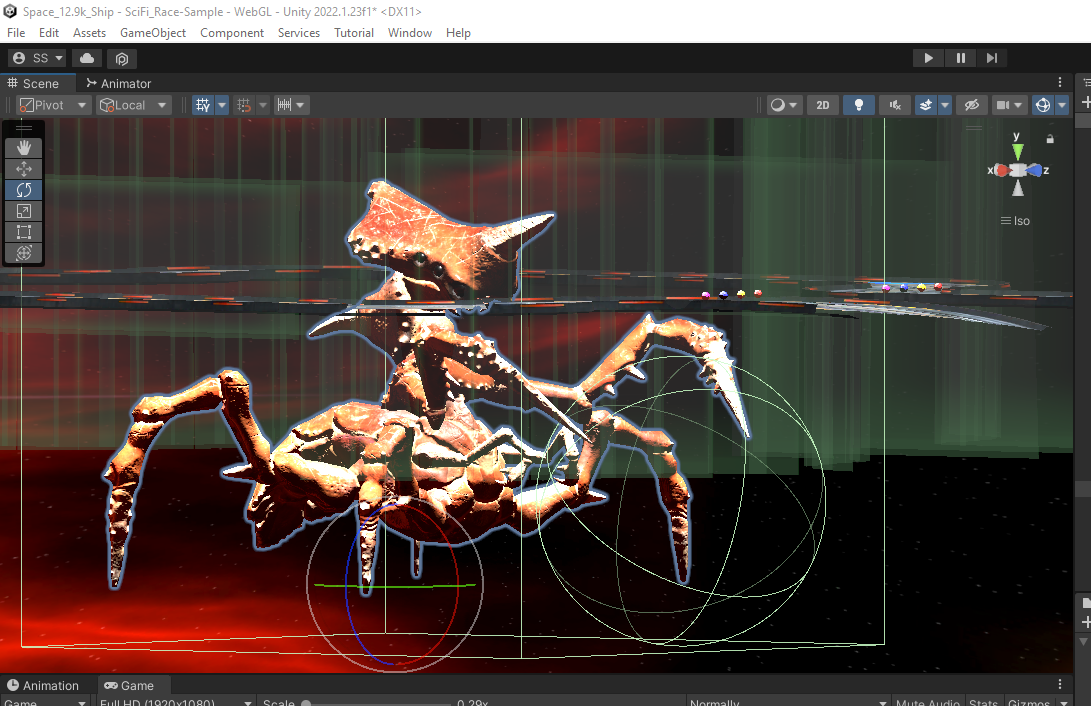 Space_12.9k_Ship - SciFi_Race-Sample - WebGL - Unity 2022.1.23f1* <DX11>
File Edit Assets GameObject Component Services Tutorial Window Help
SS
Scene Animator
Pivot Local 2D
y
x z
Iso
Animation Game
Game Full HD (1920x1080) Scale 0.29x Normally Mute Audio Stats Gizmos